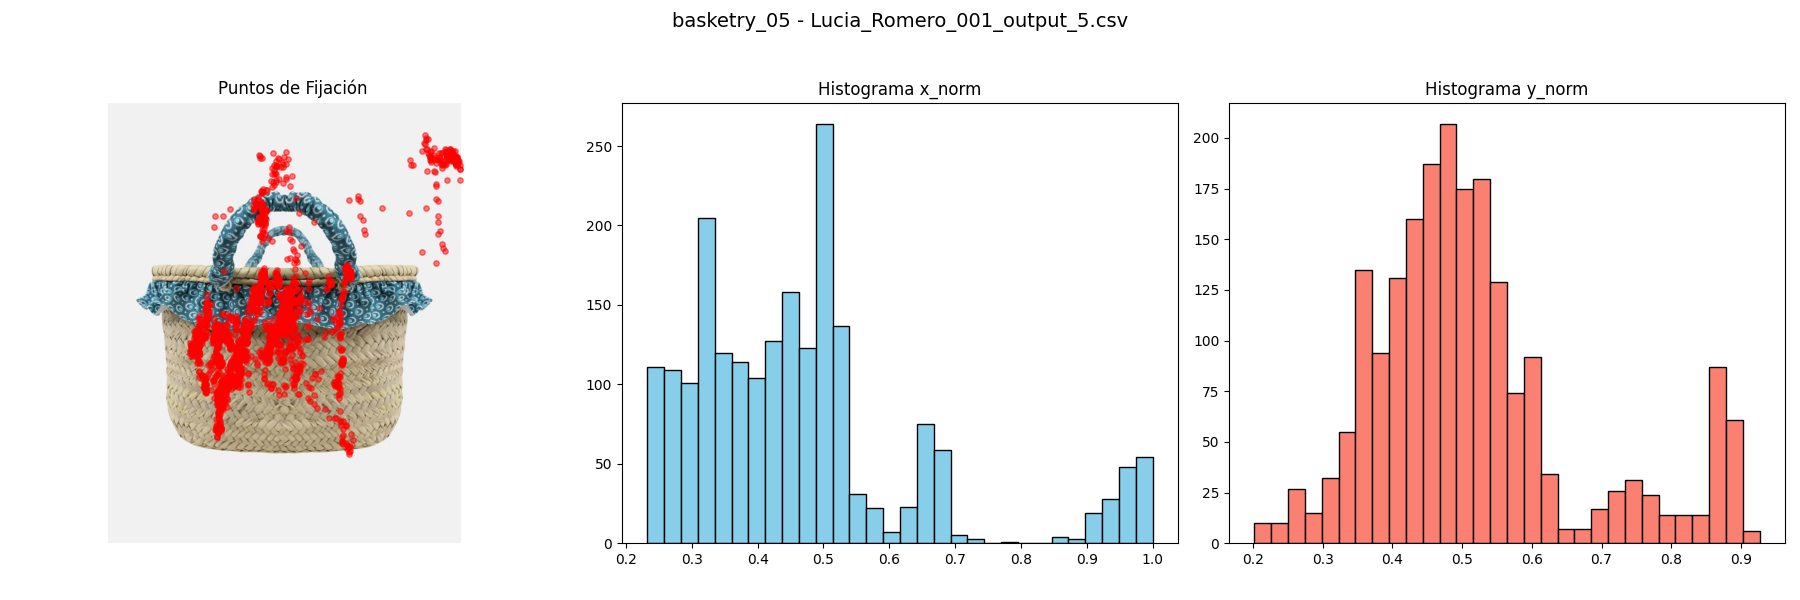 basketry_05 - Lucia_Romero_001_output_5.csv
Puntos de Fijación
Histograma x_norm
250
200
150
100
50
0
0.2 0.3 0.4 0.5 0.6 0.7 0.8 0.9 1.0
Histograma y_norm
200
175
150
125
100
75
50
25
0
0.2 0.3 0.4 0.5 0.6 0.7 0.8 0.9